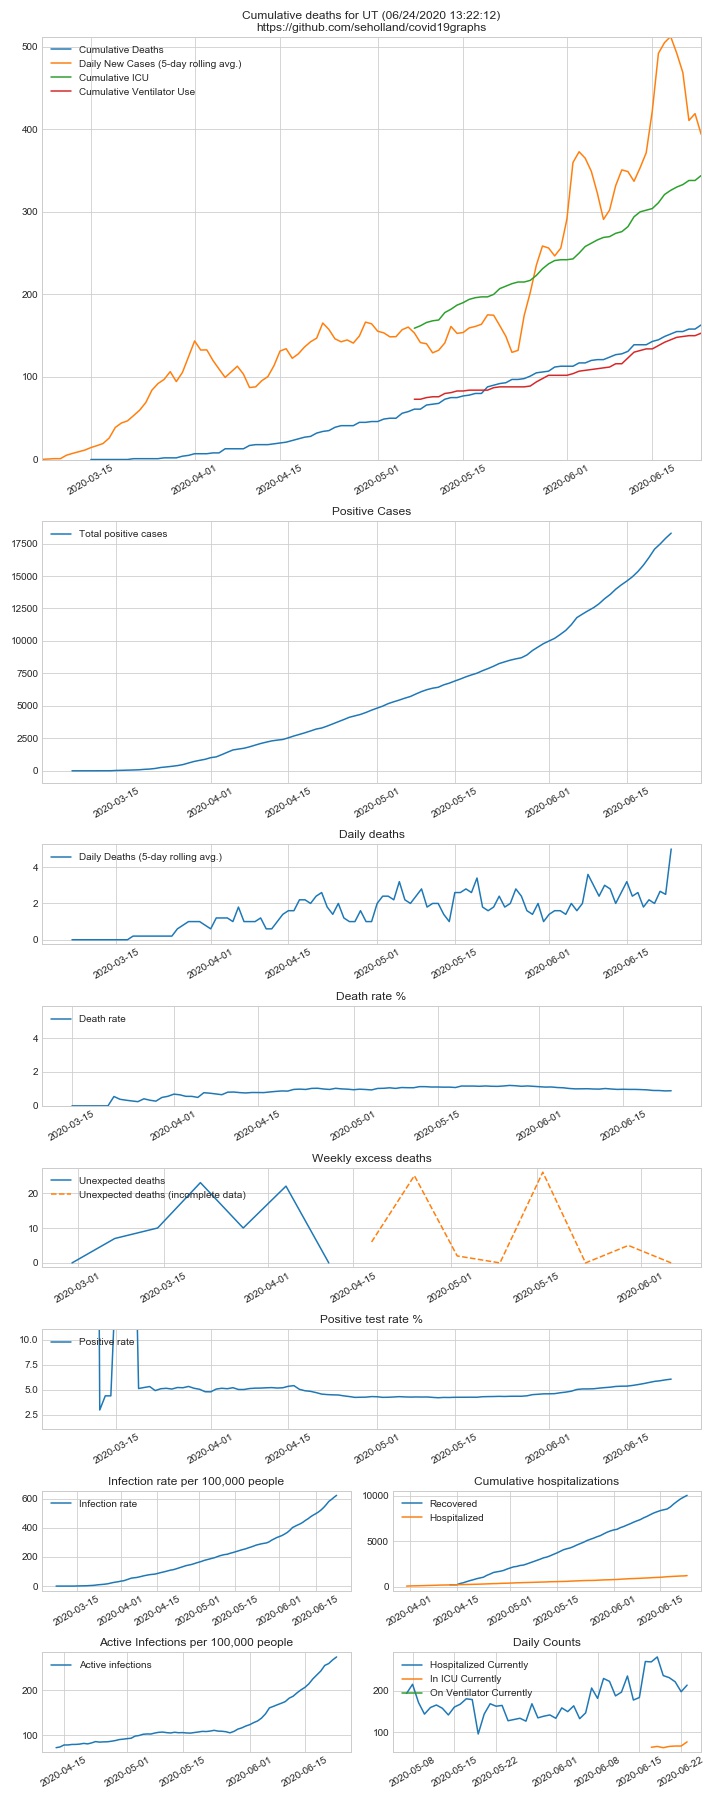 Cumulative deaths for UT (06/24/2020 13:22:12)
https://github.com/seholland/covid19graphs
Cumulative Deaths
Daily New Cases (5-day rolling avg.)
Cumulative ICU
Cumulative Ventilator Use
500
400
300
200
100
0
2020-03-15 2020-04-01 2020-04-15 2020-05-01 2020-05-15 2020-06-01 2020-06-15
Positive Cases
Total positive cases
17500
15000
12500
10000
7500
5000
2500
0
2020-03-15 2020-04-01 2020-04-15 2020-05-01 2020-05-15 2020-06-01 2020-06-15
Daily deaths
Daily Deaths (5-day rolling avg.)
4
2
0
2020-03-15 2020-04-01 2020-04-15 2020-05-01 2020-05-15 2020-06-01 2020-06-15
Death rate %
Death rate
4
2
0
2020-03-15 2020-04-01 2020-04-15 2020-05-01 2020-05-15 2020-06-01 2020-06-15
Weekly excess deaths
Unexpected deaths
Unexpected deaths (incomplete data)
20
10
0
2020-03-01 2020-03-15 2020-04-01 2020-04-15 2020-05-01 2020-05-15 2020-06-01
Positive test rate %
Positive rate
10.0
7.5
5.0
2.5
2020-03-15 2020-04-01 2020-04-15 2020-05-01 2020-05-15 2020-06-01 2020-06-15
Infection rate per 100,000 people
Infection rate
600
400
200
0
2020-03-15 2020-04-01 2020-04-15 2020-05-01 2020-05-15 2020-06-01 2020-06-15
Cumulative hospitalizations
Recovered
Hospitalized
10000
5000
0
2020-04-01 2020-04-15 2020-05-01 2020-05-15 2020-06-01 2020-06-15
Active Infections per 100,000 people
Active infections
200
100
2020-04-15 2020-05-01 2020-05-15 2020-06-01 2020-06-15
Daily Counts
Hospitalized Currently
In ICU Currently
On Ventilator Currently
200
100
2020-05-08 2020-05-15 2020-05-22 2020-06-01 2020-06-08 2020-06-15 2020-06-22